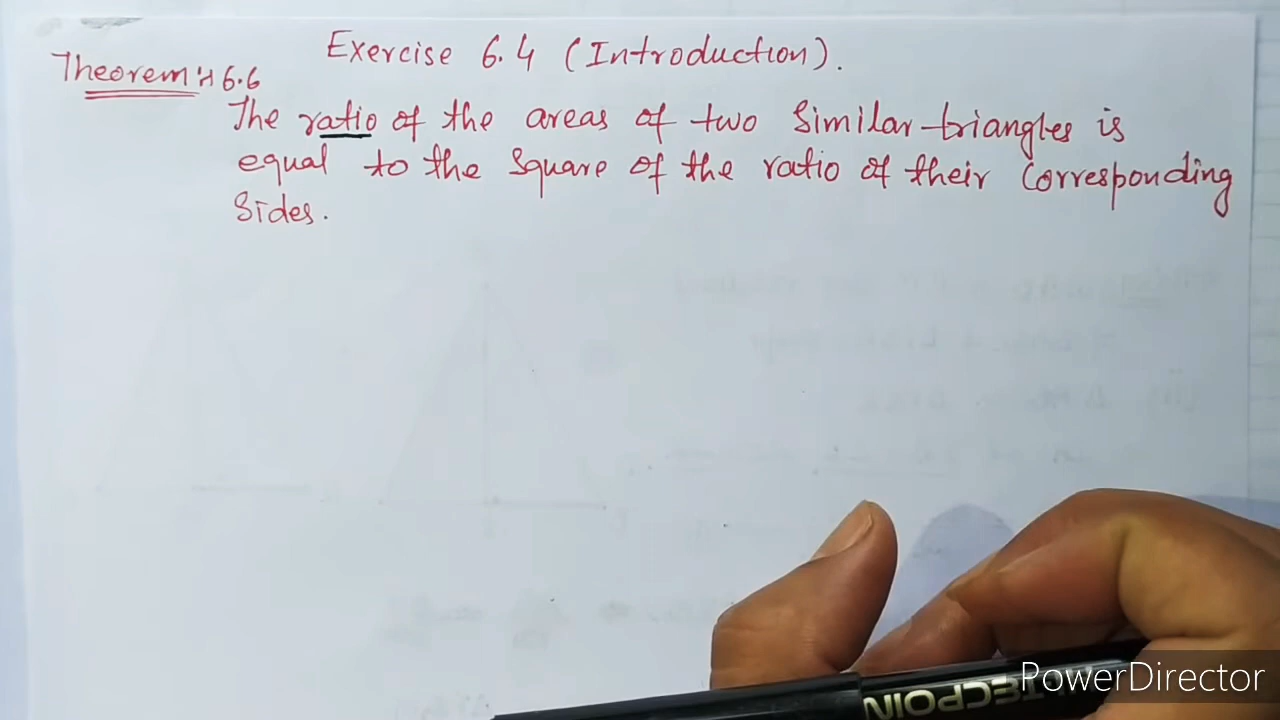 Exercise 6.4 (Introduction).
Theorem:- 6.6
The ratio of the areas of two similar triangles is
equal to the square of the ratio of their corresponding
sides.
TECPOIN
PowerDirector